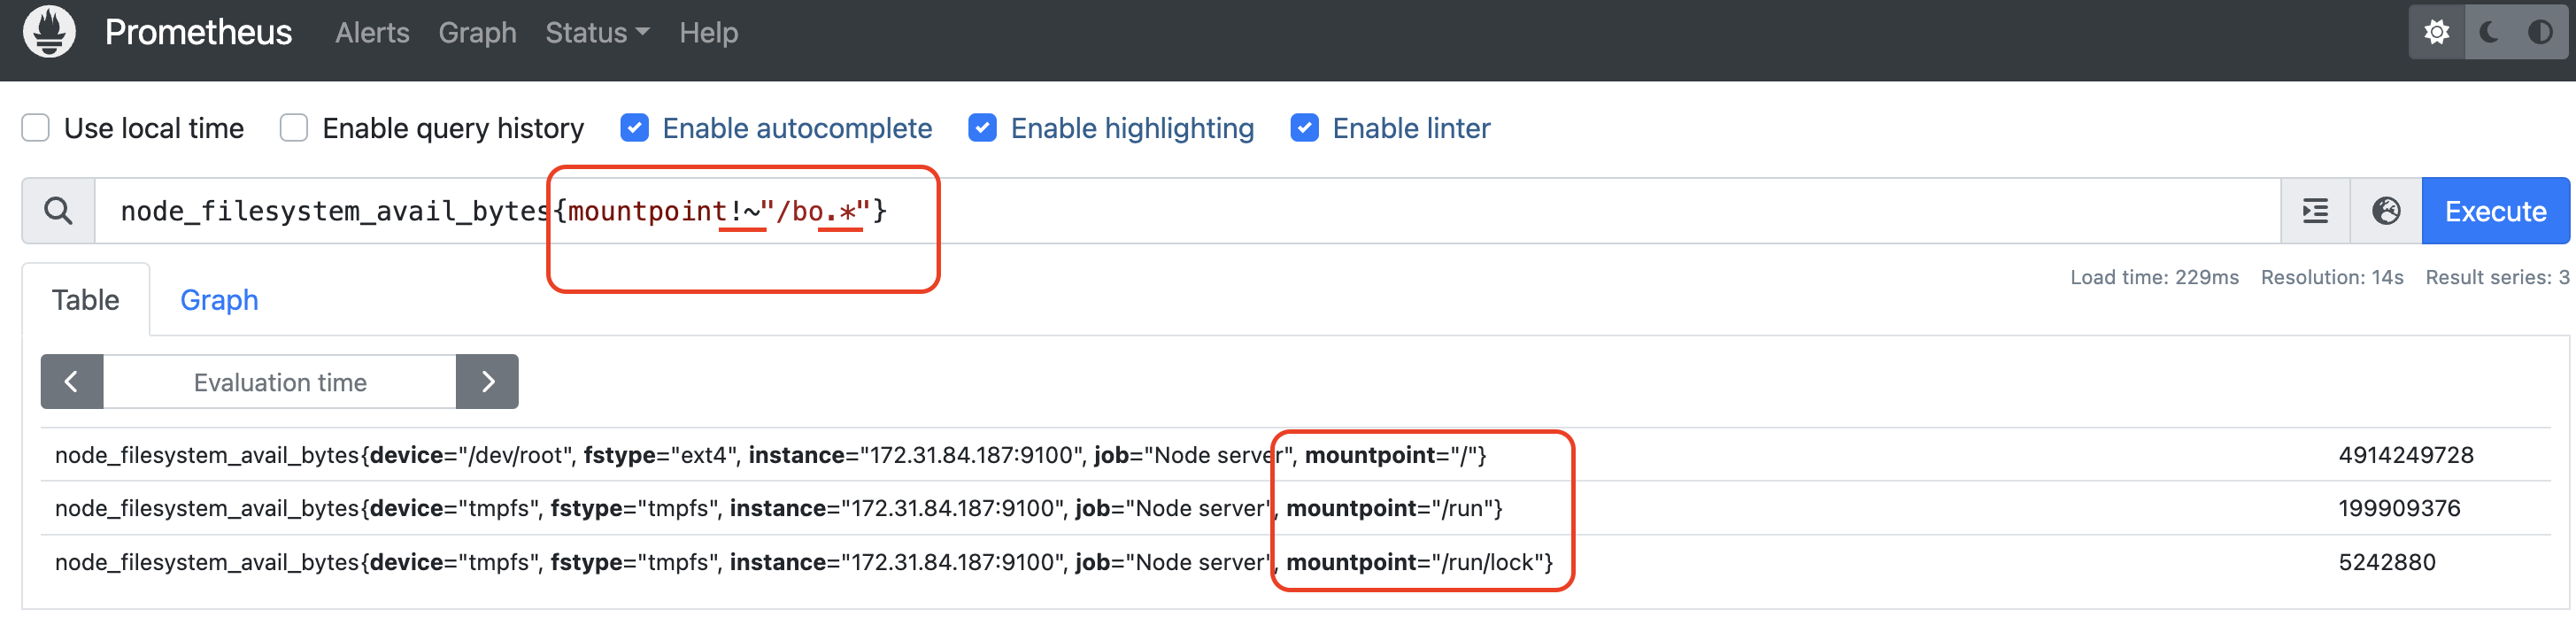 Prometheus Alerts Graph Status Help
Use local time Enable query history Enable autocomplete Enable highlighting Enable linter
node_filesystem_avail_bytes{mountpoint!~"/bo.*"} Execute
Load time: 229ms Resolution: 14s Result series: 3
Table Graph
Evaluation time
node_filesystem_avail_bytes{device="/dev/root", fstype="ext4", instance="172.31.84.187:9100", job="Node server", mountpoint="/"} 4914249728
node_filesystem_avail_bytes{device="tmpfs", fstype="tmpfs", instance="172.31.84.187:9100", job="Node server", mountpoint="/run"} 199909376
node_filesystem_avail_bytes{device="tmpfs", fstype="tmpfs", instance="172.31.84.187:9100", job="Node server", mountpoint="/run/lock"} 5242880